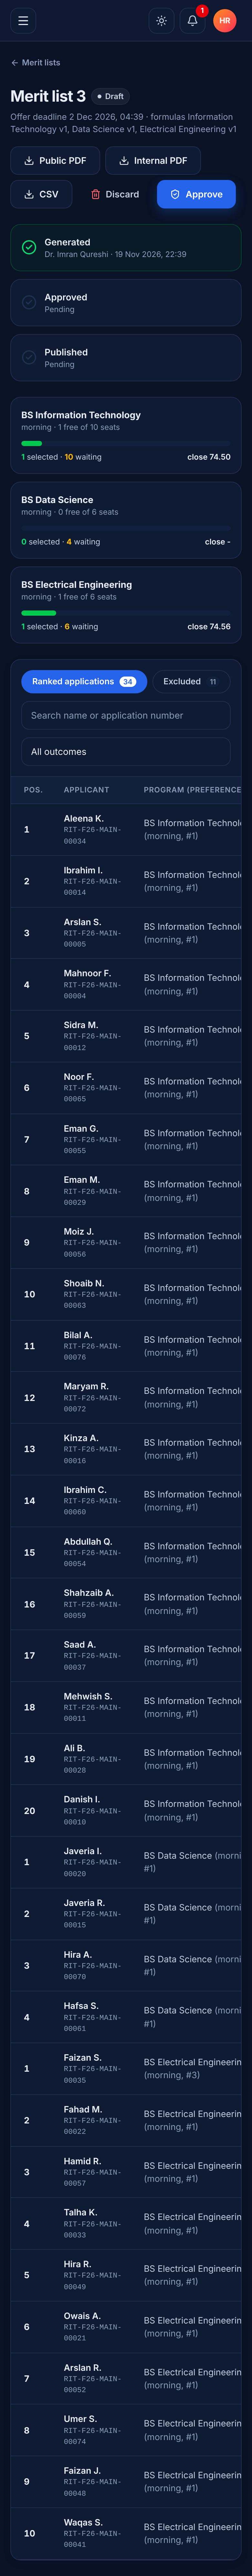 1
HR
← Merit lists
Merit list 3
Draft
Offer deadline 2 Dec 2026, 04:39 · formulas Information
Technology v1, Data Science v1, Electrical Engineering v1
Public PDF
Internal PDF
CSV
Discard
Approve
Generated
Dr. Imran Qureshi · 19 Nov 2026, 22:39
Approved
Pending
Published
Pending
BS Information Technology
morning · 1 free of 10 seats
1 selected · 10 waiting
close 74.50
BS Data Science
morning · 0 free of 6 seats
0 selected · 4 waiting
close -
BS Electrical Engineering
morning · 1 free of 6 seats
1 selected · 6 waiting
close 74.56
Ranked applications 34
Excluded 11
Search name or application number
All outcomes
POS. APPLICANT PROGRAM (PREFERENCE
1 Aleena K. RIT-F26-MAIN-00034 BS Information Technol (morning, #1)
2 Ibrahim I. RIT-F26-MAIN-00014 BS Information Technol (morning, #1)
3 Arslan S. RIT-F26-MAIN-00005 BS Information Technol (morning, #1)
4 Mahnoor F. RIT-F26-MAIN-00004 BS Information Technol (morning, #1)
5 Sidra M. RIT-F26-MAIN-00012 BS Information Technol (morning, #1)
6 Noor F. RIT-F26-MAIN-00065 BS Information Technol (morning, #1)
7 Eman G. RIT-F26-MAIN-00055 BS Information Technol (morning, #1)
8 Eman M. RIT-F26-MAIN-00029 BS Information Technol (morning, #1)
9 Moiz J. RIT-F26-MAIN-00056 BS Information Technol (morning, #1)
10 Shoaib N. RIT-F26-MAIN-00063 BS Information Technol (morning, #1)
11 Bilal A. RIT-F26-MAIN-00076 BS Information Technol (morning, #1)
12 Maryam R. RIT-F26-MAIN-00072 BS Information Technol (morning, #1)
13 Kinza A. RIT-F26-MAIN-00016 BS Information Technol (morning, #1)
14 Ibrahim C. RIT-F26-MAIN-00060 BS Information Technol (morning, #1)
15 Abdullah Q. RIT-F26-MAIN-00054 BS Information Technol (morning, #1)
16 Shahzaib A. RIT-F26-MAIN-00059 BS Information Technol (morning, #1)
17 Saad A. RIT-F26-MAIN-00037 BS Information Technol (morning, #1)
18 Mehwish S. RIT-F26-MAIN-00011 BS Information Technol (morning, #1)
19 Ali B. RIT-F26-MAIN-00028 BS Information Technol (morning, #1)
20 Danish I. RIT-F26-MAIN-00010 BS Information Technol (morning, #1)
1 Javeria I. RIT-F26-MAIN-00020 BS Data Science (morni #1)
2 Javeria R. RIT-F26-MAIN-00015 BS Data Science (morni #1)
3 Hira A. RIT-F26-MAIN-00070 BS Data Science (morni #1)
4 Hafsa S. RIT-F26-MAIN-00061 BS Data Science (morni #1)
1 Faizan S. RIT-F26-MAIN-00035 BS Electrical Engineerin (morning, #3)
2 Fahad M. RIT-F26-MAIN-00022 BS Electrical Engineerin (morning, #1)
3 Hamid R. RIT-F26-MAIN-00057 BS Electrical Engineerin (morning, #1)
4 Talha K. RIT-F26-MAIN-00033 BS Electrical Engineerin (morning, #1)
5 Hira R. RIT-F26-MAIN-00049 BS Electrical Engineerin (morning, #1)
6 Owais A. RIT-F26-MAIN-00021 BS Electrical Engineerin (morning, #1)
7 Arslan R. RIT-F26-MAIN-00052 BS Electrical Engineerin (morning, #1)
8 Umer S. RIT-F26-MAIN-00074 BS Electrical Engineerin (morning, #1)
9 Faizan J. RIT-F26-MAIN-00048 BS Electrical Engineerin (morning, #1)
10 Waqas S. RIT-F26-MAIN-00041 BS Electrical Engineerin (morning, #1)